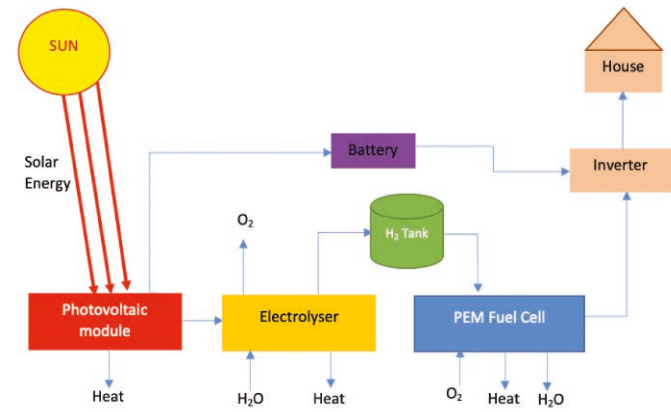 SUN
House
Solar
Energy
Battery
Inverter
O₂
H₂ Tank
Photovoltaic
module
Electrolyser
PEM Fuel Cell
Heat
H₂O
Heat
O₂
Heat
H₂O